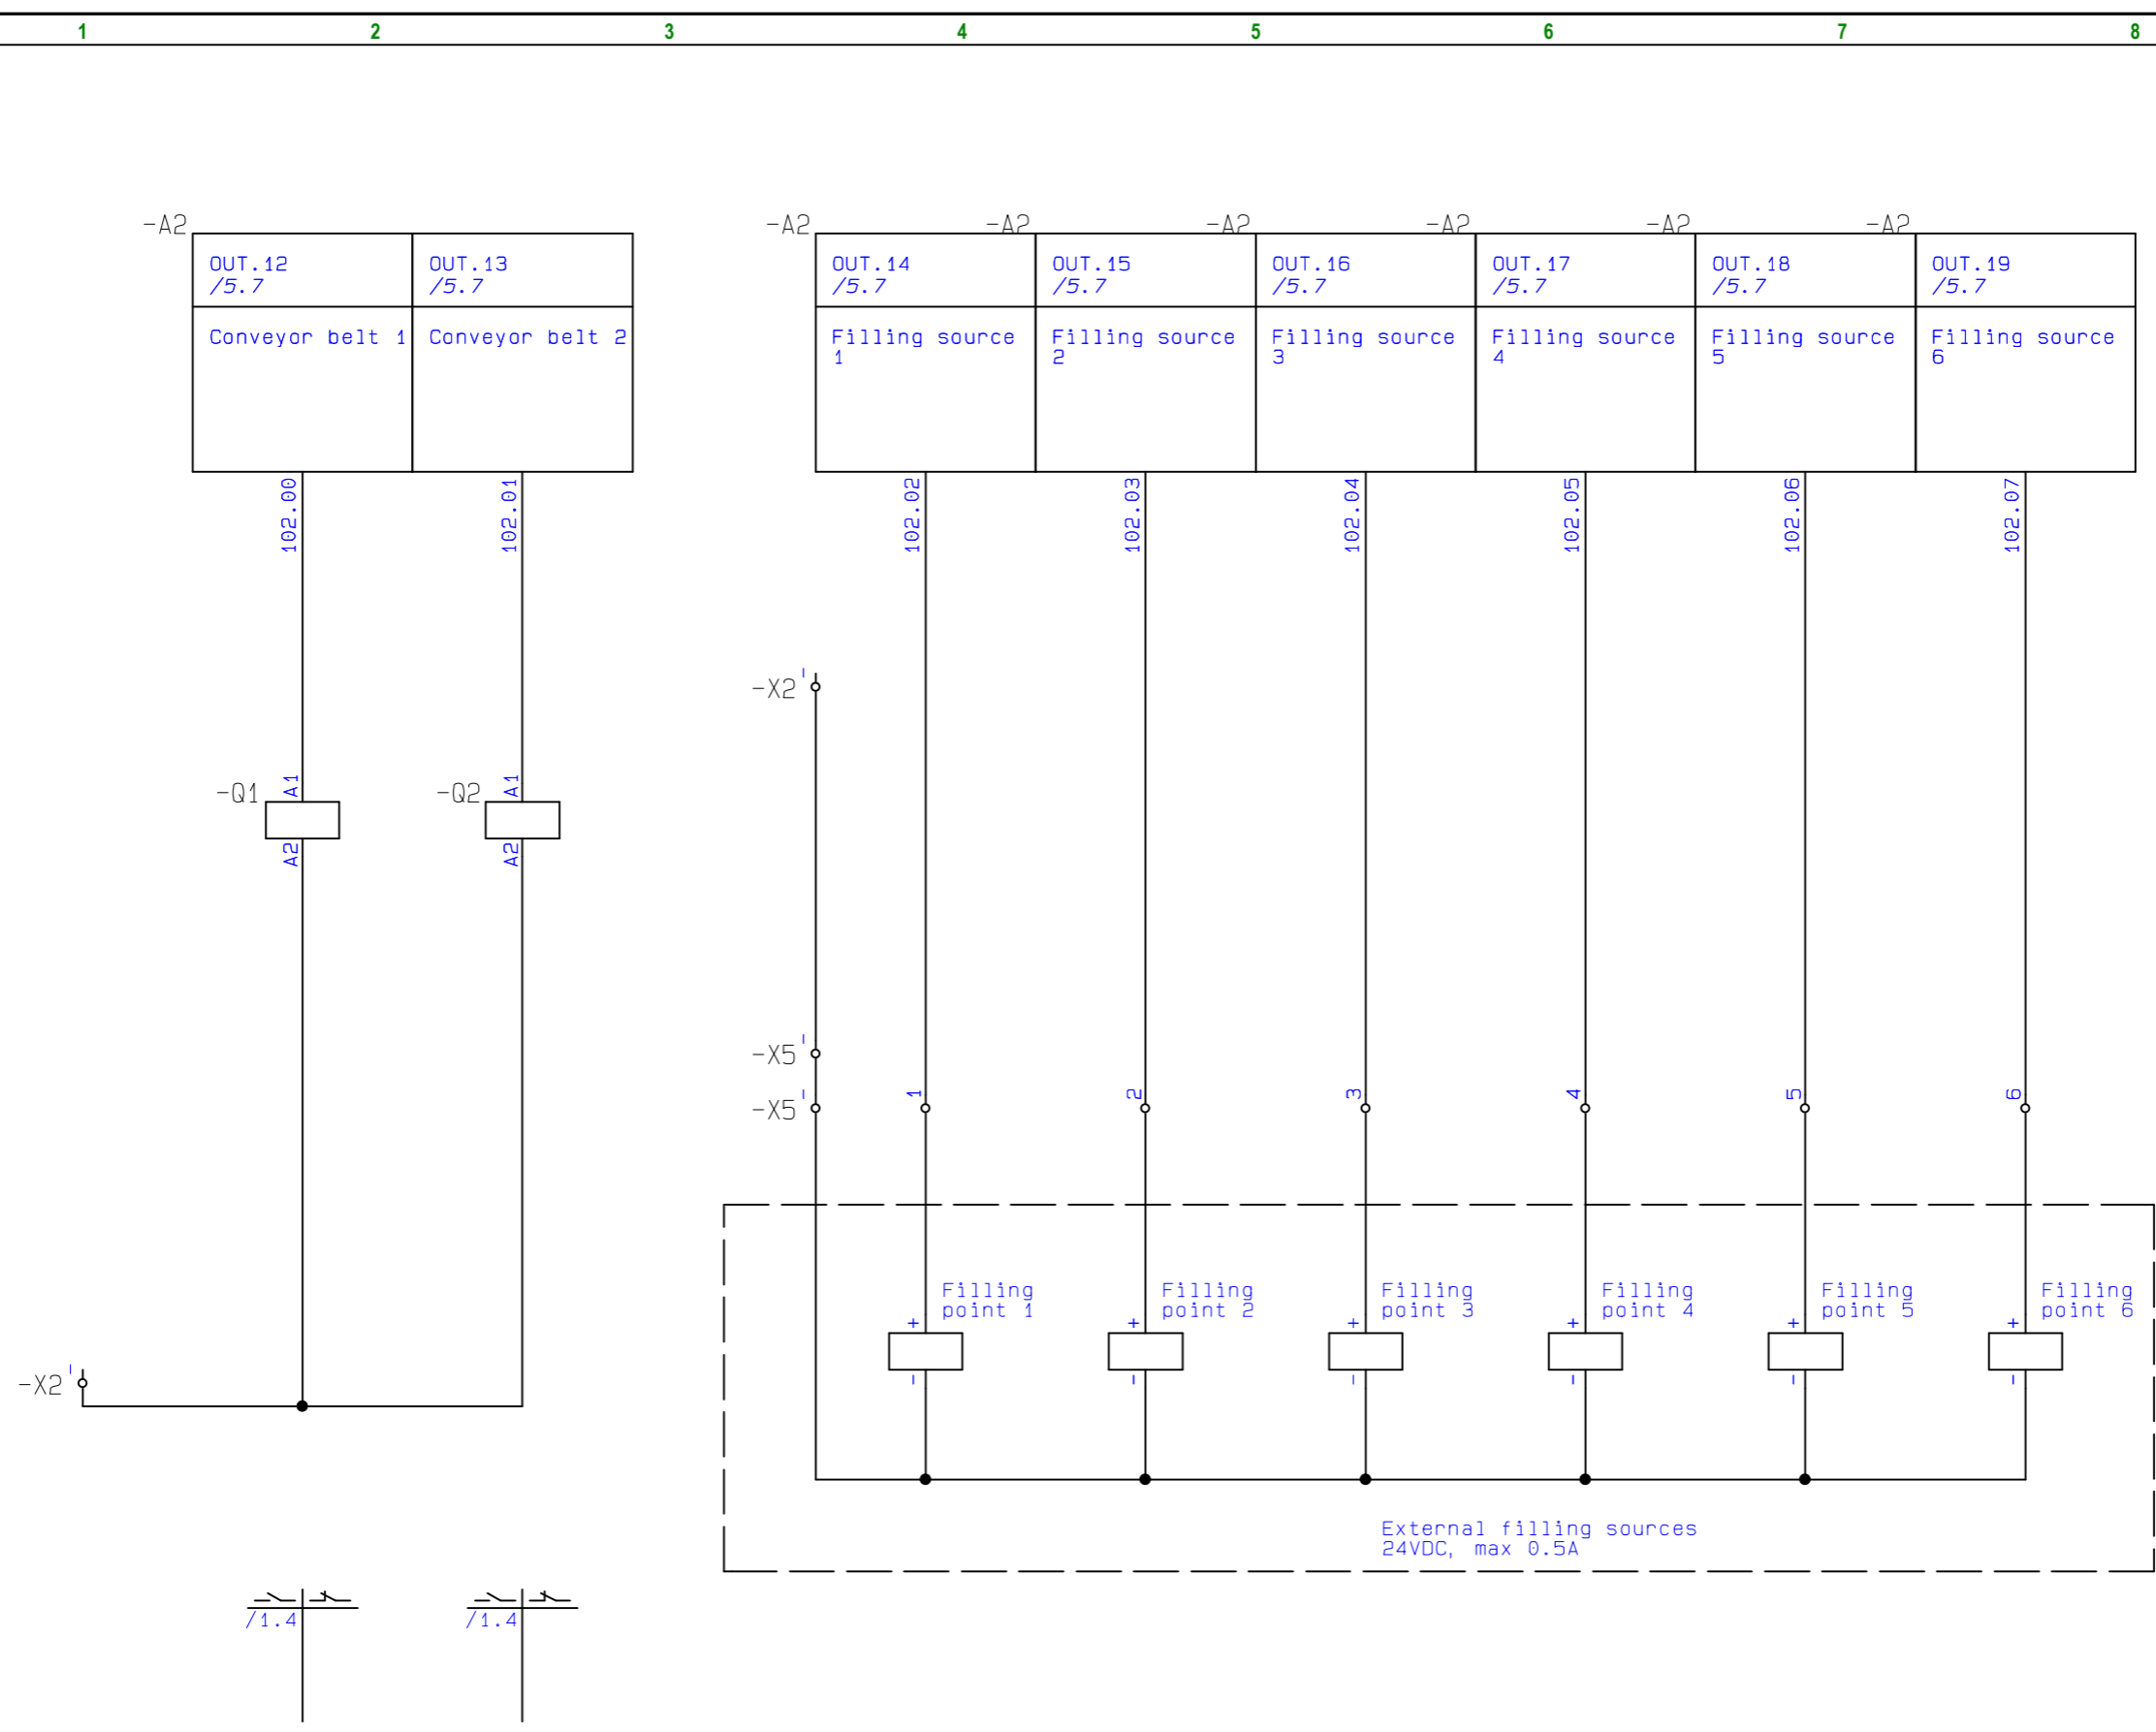 1 2 3 4 5 6 7 8
-A2 -A2 -A2 -A2 -A2 -A2 -A2
OUT.12 OUT.13 OUT.14 OUT.15 OUT.16 OUT.17 OUT.18 OUT.19
/5.7 /5.7 /5.7 /5.7 /5.7 /5.7 /5.7 /5.7
Conveyor belt 1 Conveyor belt 2 Filling source Filling source Filling source Filling source Filling source Filling source
1 2 3 4 5 6
102.00 102.01 102.02 102.03 102.04 102.05 102.06 102.07
-X2 -
-Q1 A1 -Q2 A1
A2 A2
-X5 -
-X5 - 1 2 3 4 5 6
Filling Filling Filling Filling Filling Filling
point 1 point 2 point 3 point 4 point 5 point 6
+ + + + + +
- - - - - -
-X2 -
External filling sources
24VDC, max 0.5A
/1.4 /1.4